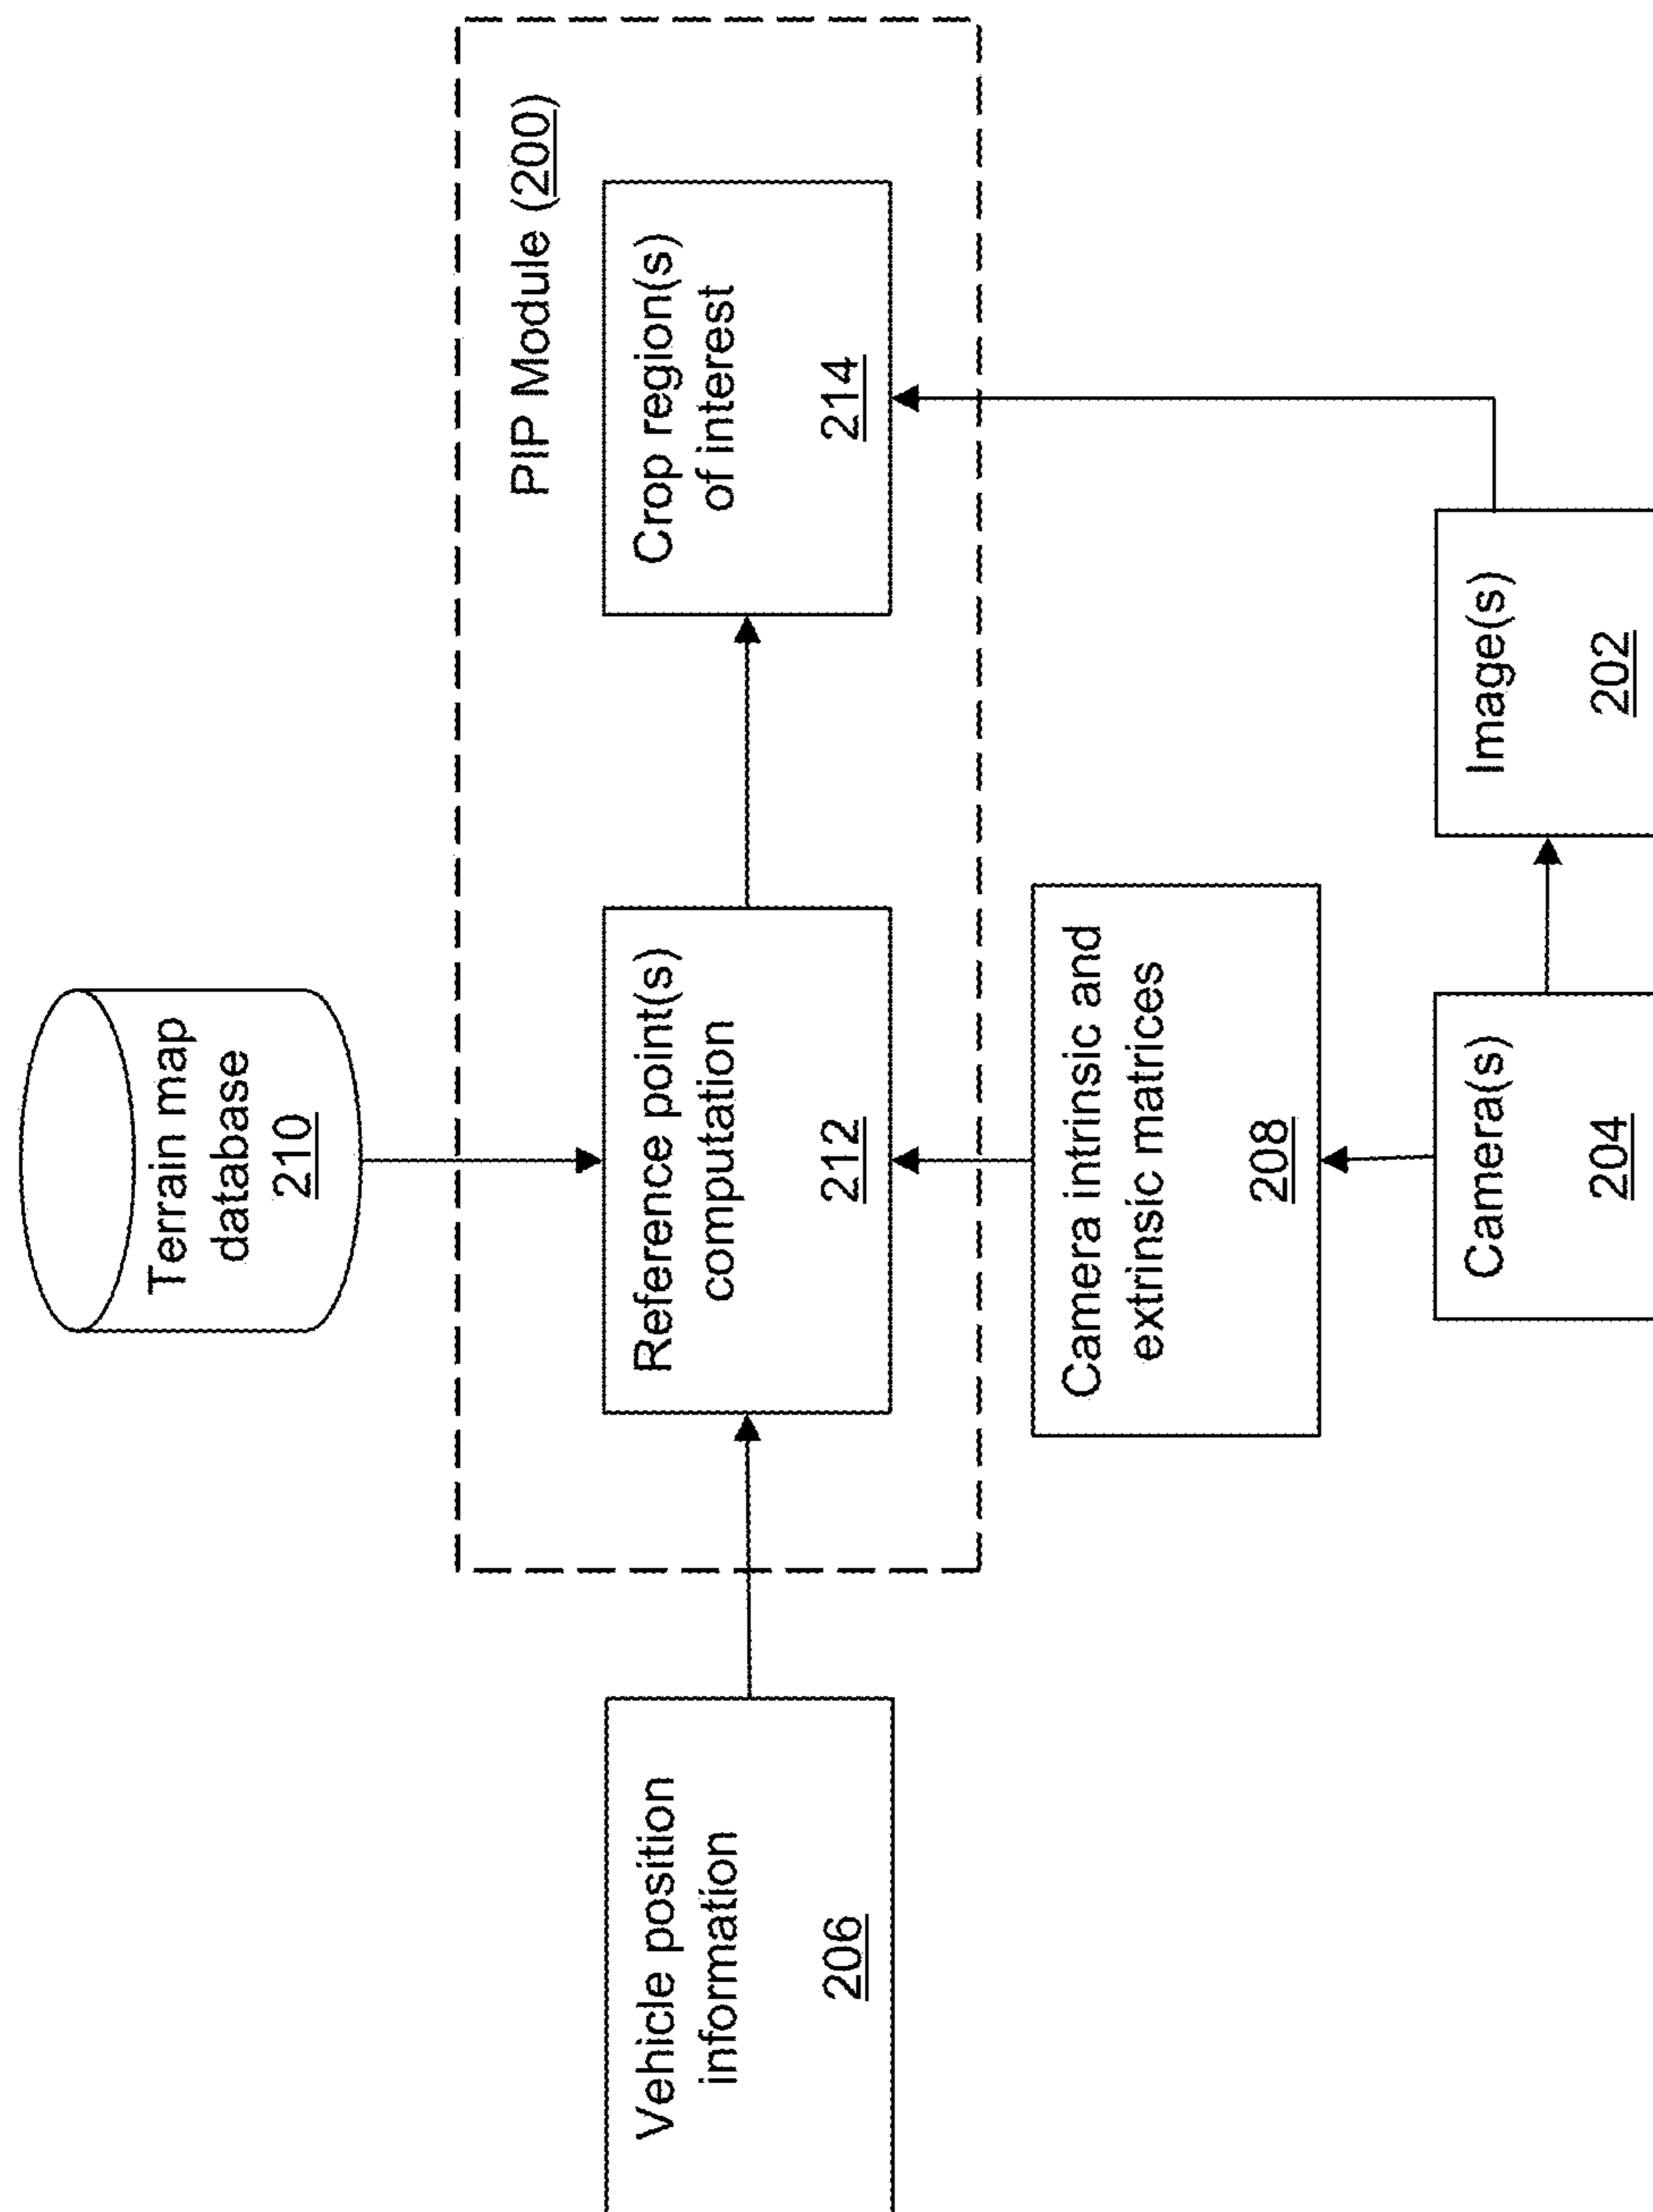 Terrain map
database
210
PIP Module (200)
Vehicle position
information
206
Reference point(s)
computation
212
Crop region(s)
of interest
214
Camera intrinsic and
extrinsic matrices
208
Camera(s)
204
Image(s)
202